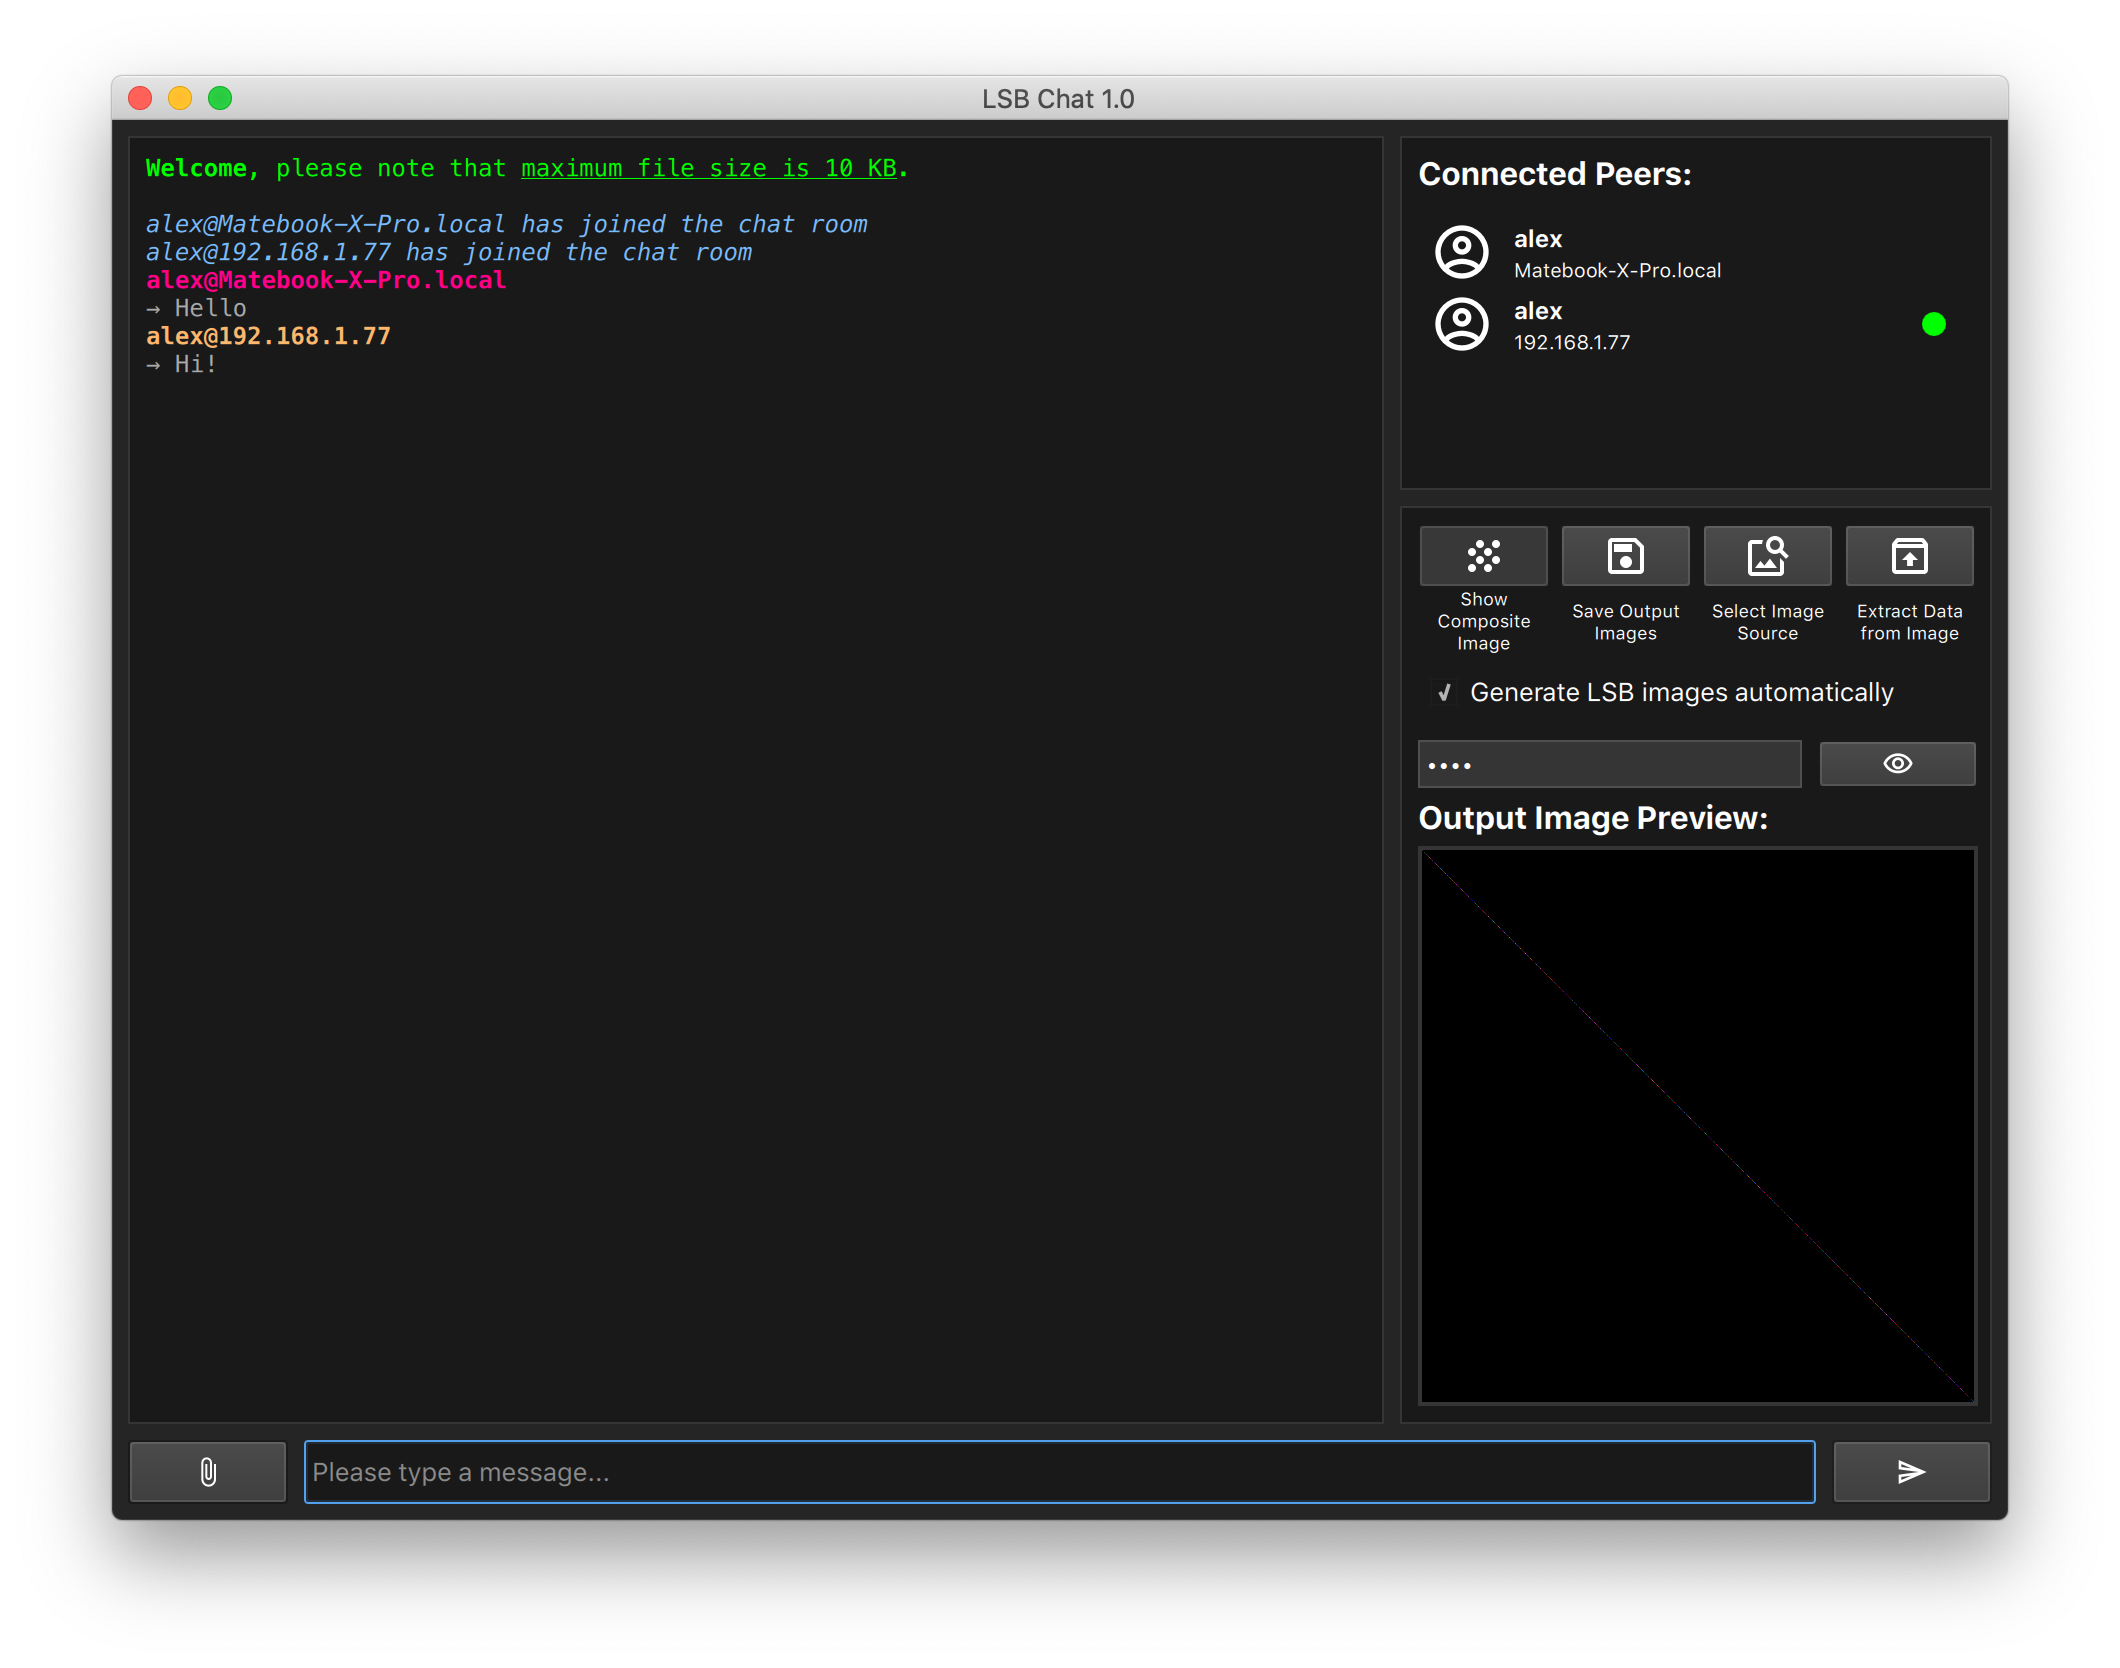 LSB Chat 1.0
Welcome, please note that maximum file size is 10 KB.
alex@Matebook-X-Pro.local has joined the chat room
alex@192.168.1.77 has joined the chat room
alex@Matebook-X-Pro.local
→ Hello
alex@192.168.1.77
→ Hi!
Connected Peers:
alex
Matebook-X-Pro.local
alex
192.168.1.77
Show
Composite
Image
Save Output
Images
Select Image
Source
Extract Data
from Image
Generate LSB images automatically
••••
Output Image Preview:
Please type a message...